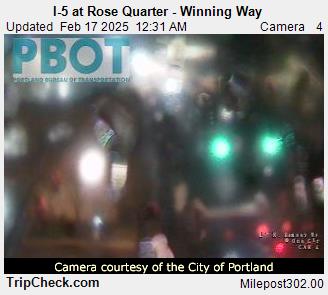 I-5 at Rose Quarter - Winning Way
Updated Feb 17 2025 12:31 AM Camera 4
PBOT
PORTLAND BUREAU OF TRANSPORTATION
Camera courtesy of the City of Portland
TripCheck.com Milepost302.00